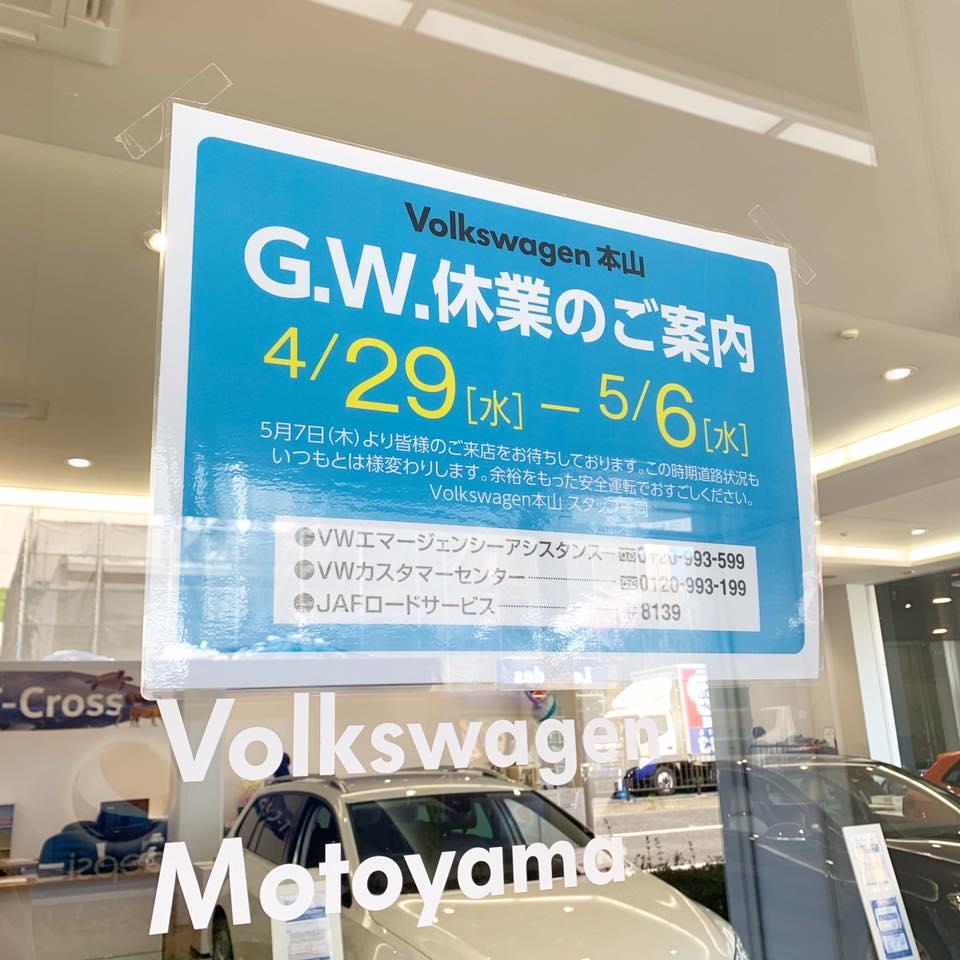 Volkswagen 本山
G.W.休業のご案内
4/29[水] — 5/6[水]
5月7日(木)より皆様のご来店をお待ちしております。この時期道路状況も
いつもとは様変わりします。余裕をもった安全運転でおすごしください。
Volkswagen本山 スタッフ一同
VWエマージェンシーアシスタンス 0120-993-599
VWカスタマーセンター 0120-993-199
JAFロードサービス #8139
T-Cross
Volkswagen
Motoyama